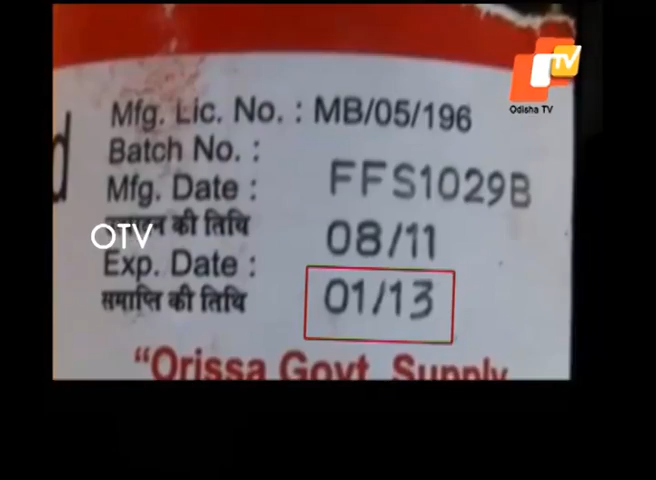 TV
Odisha TV
Mfg. Lic. No. : MB/05/196
Batch No. : FFS1029B
Mfg. Date : 08/11
की तिथि
OTV
Exp. Date : 01/13
समाप्ति की तिथि
"Orissa Govt. Supply